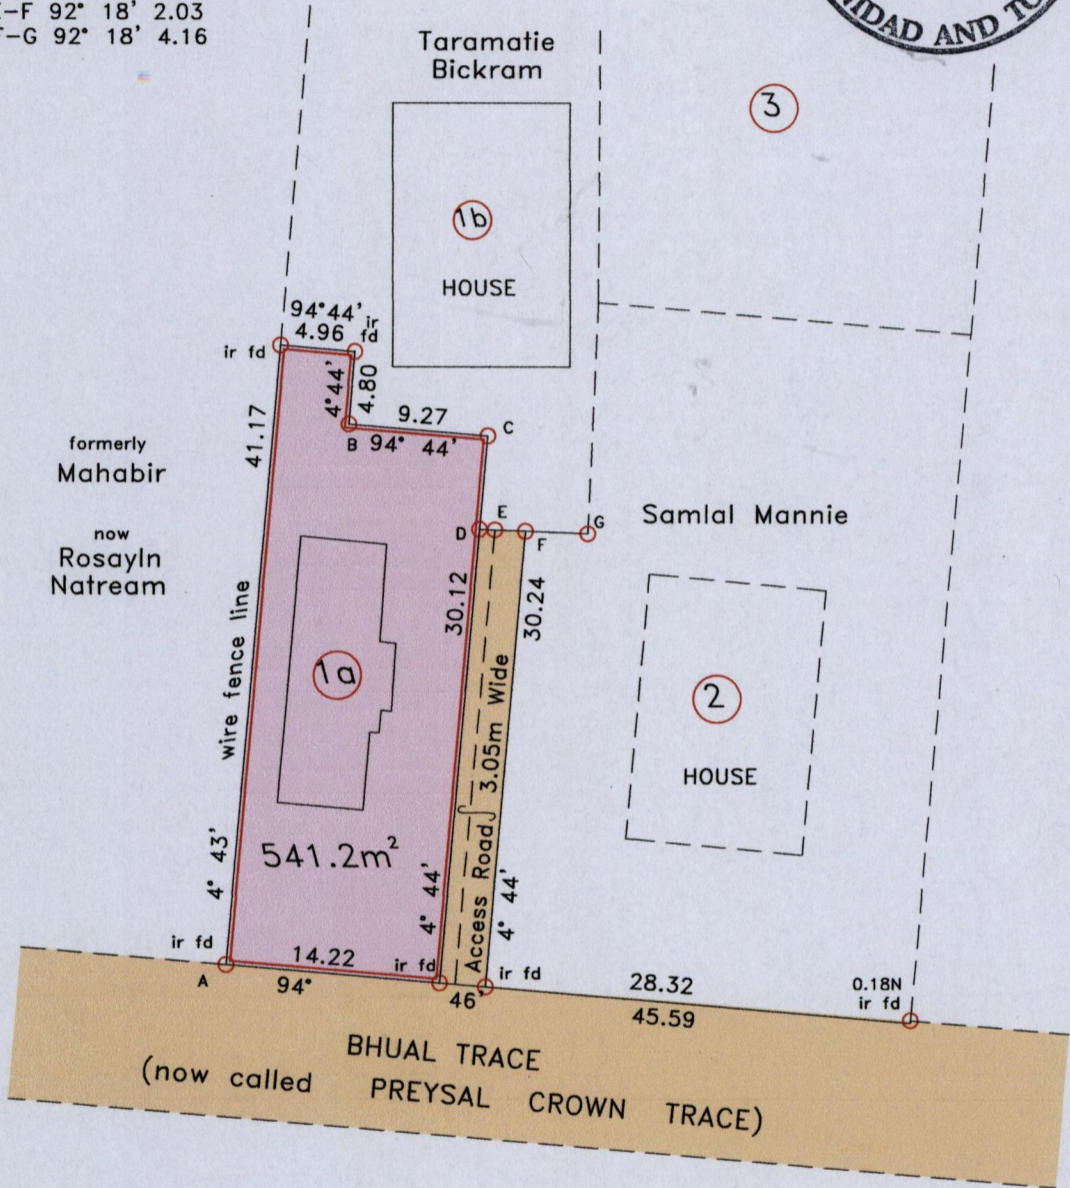 -F 92° 18' 2.03
-G 92° 18' 4.16
AND
Taramatie
Bickram
3
1b
HOUSE
94°44'
4.96
ir
fd
ir fd
4°44'
4.80
9.27
C
B 94° 44'
41.17
formerly
Mahabir
now
Rosayln
Natream
wire fence line
4° 43'
D
E
F
G
Samlal Mannie
30.12
30.24
1a
2
HOUSE
541.2m²
4° 44'
Access Road 3.05m Wide
4° 44'
ir fd
A
14.22
ir fd
94°
46'
ir fd
28.32
45.59
0.18N
ir fd
BHUAL TRACE
(now called PREYSAL CROWN TRACE)